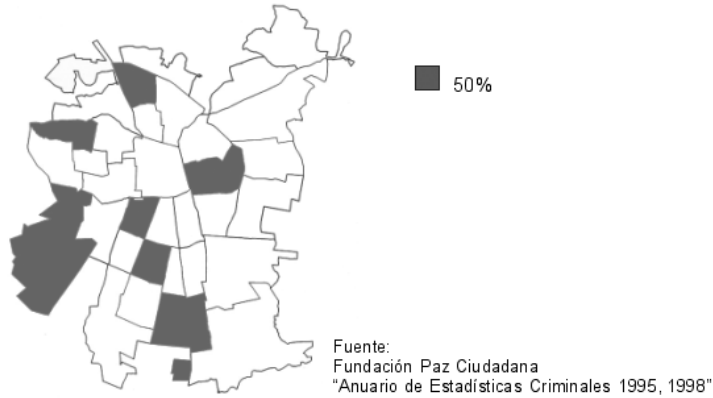 50%
Fuente:
Fundación Paz Ciudadana
“Anuario de Estadísticas Criminales 1995, 1998”